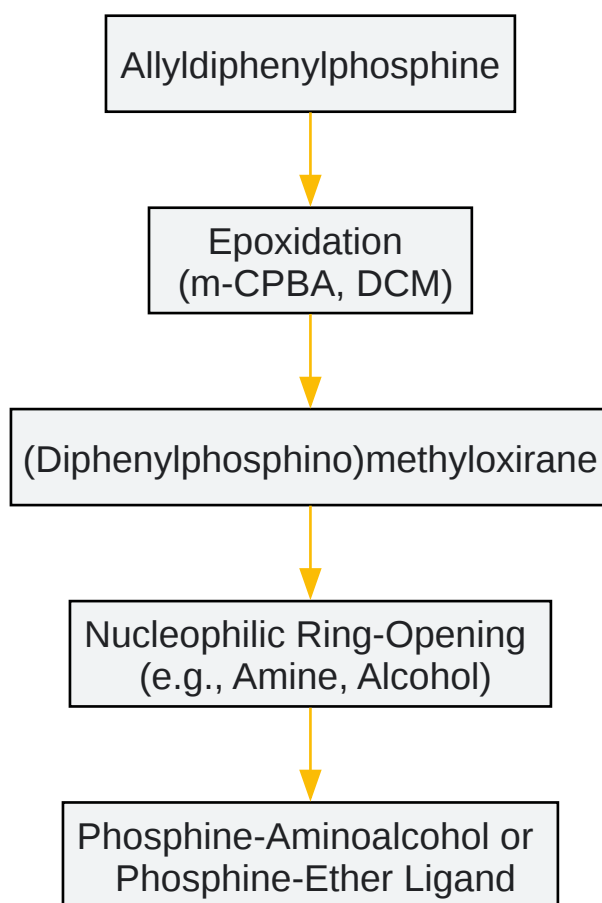 Allyldiphenylphosphine
Epoxidation
(m-CPBA, DCM)
(Diphenylphosphino)methyloxirane
Nucleophilic Ring-Opening
(e.g., Amine, Alcohol)
Phosphine-Aminoalcohol or
Phosphine-Ether Ligand